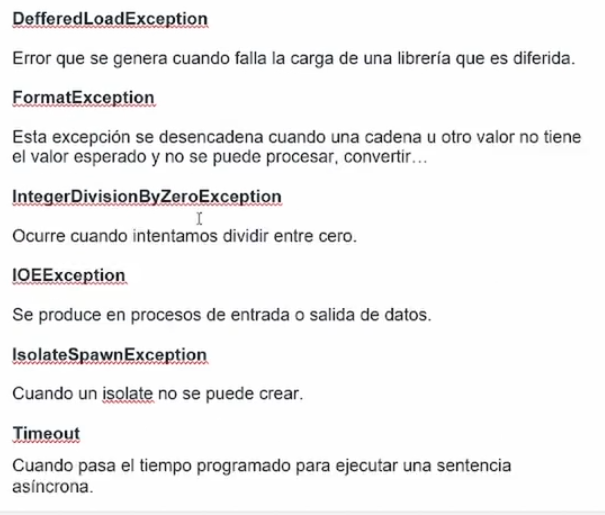 DefferedLoadException
Error que se genera cuando falla la carga de una librería que es diferida.
FormatException
Esta excepción se desencadena cuando una cadena u otro valor no tiene
el valor esperado y no se puede procesar, convertir…
IntegerDivisionByZeroException
Ocurre cuando intentamos dividir entre cero.
IOEException
Se produce en procesos de entrada o salida de datos.
IsolateSpawnException
Cuando un isolate no se puede crear.
Timeout
Cuando pasa el tiempo programado para ejecutar una sentencia
asíncrona.